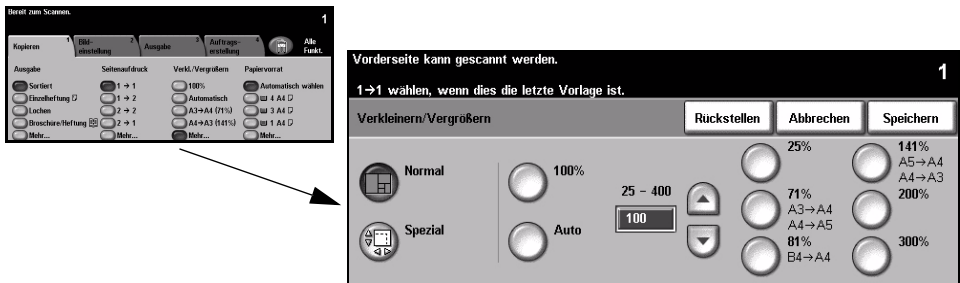 Bereit zum Scannen.
1
Kopieren 1
Bild-einstellung 2
Ausgabe 3
Auftrags-erstellung 4
Alle Funkt.
Ausgabe Seitenaufdruck Verkl./Vergrößern Papiervorrat
Sortiert 1→1 100% Automatisch wählen
Einzelheftung 1→2 Automatisch 4 A4
Lochen 2→2 A3→A4 (71%) 3 A4
Broschüre/Heftung 2→1 A4→A3 (141%) 1 A4
Mehr... Mehr... Mehr... Mehr...
Vorderseite kann gescannt werden.
1
1→1 wählen, wenn dies die letzte Vorlage ist.
Verkleinern/Vergrößern Rückstellen Abbrechen Speichern
Normal
Spezial
100%
Auto
25 - 400
100
25%
71%
A3→A4
A4→A5
81%
B4→A4
141%
A5→A4
A4→A3
200%
300%